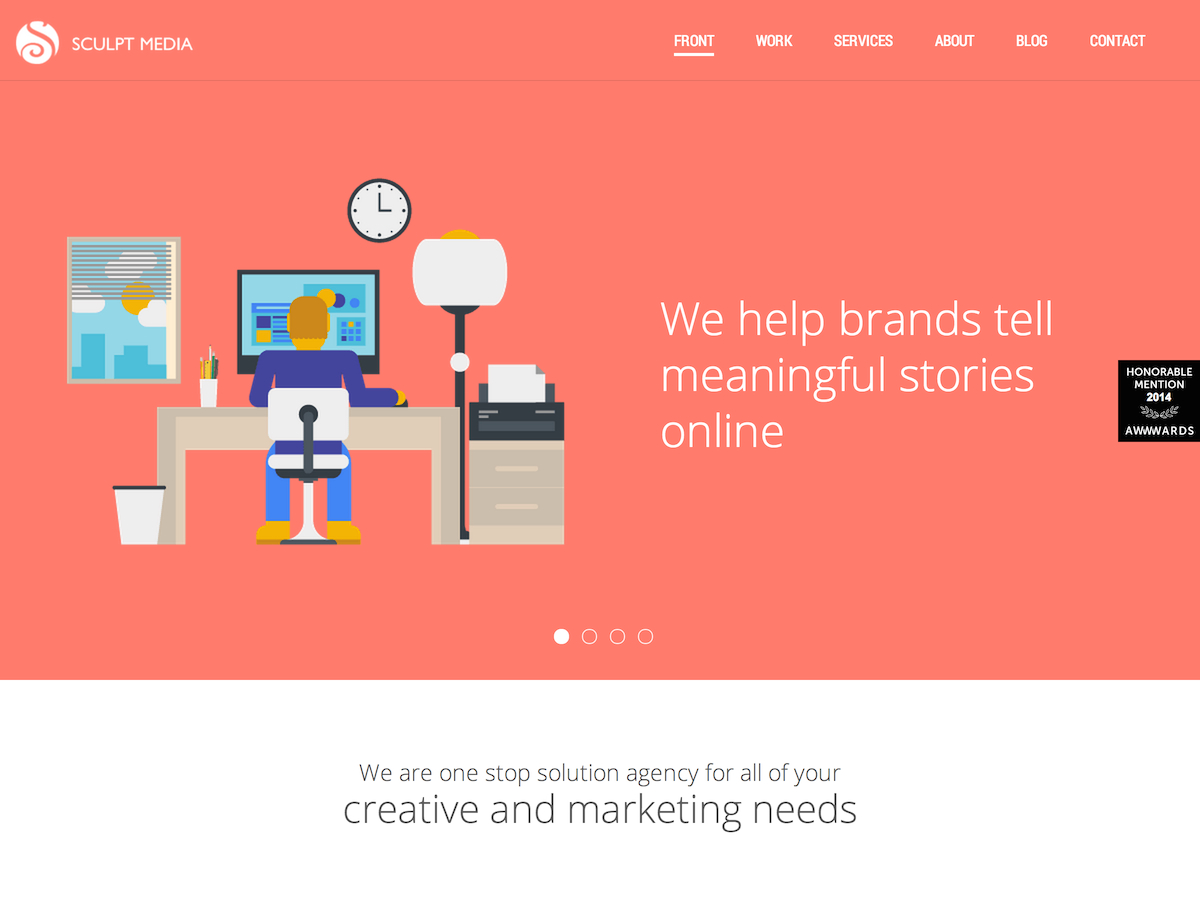 SCULPT MEDIA
FRONT WORK SERVICES ABOUT BLOG CONTACT
We help brands tell
meaningful stories
online
HONORABLE
MENTION
2014
AWWWARDS
We are one stop solution agency for all of your
creative and marketing needs